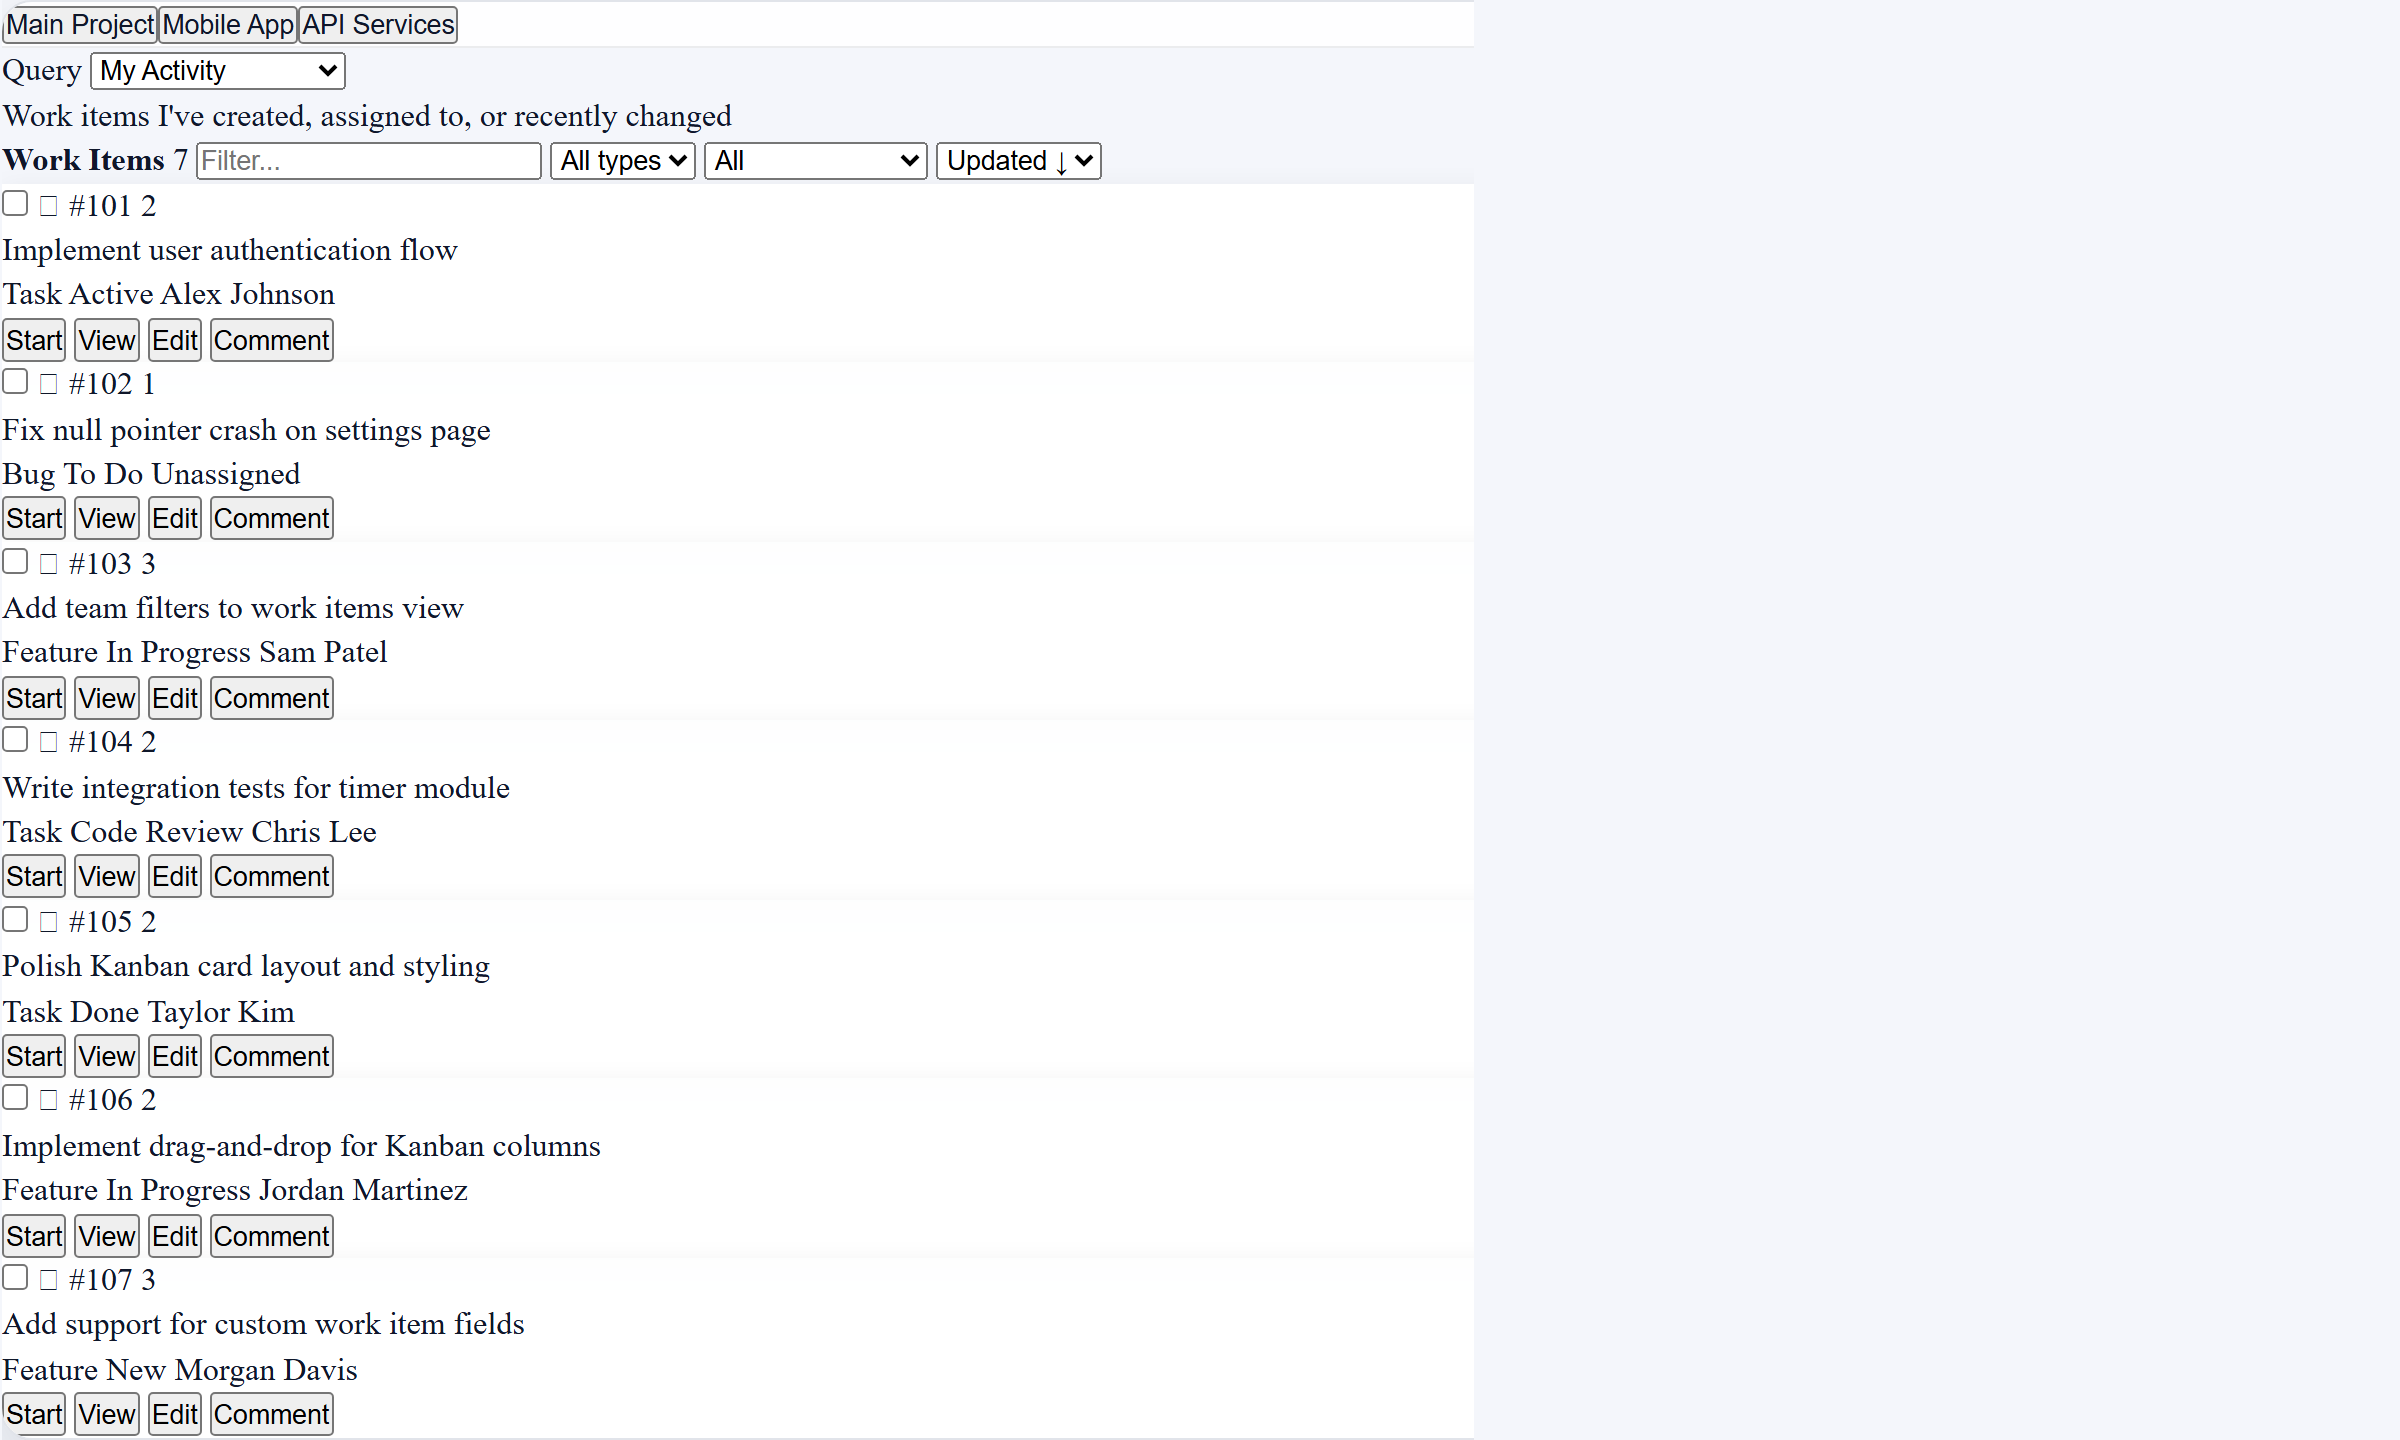 Main Project Mobile App API Services
Query My Activity
Work items I've created, assigned to, or recently changed
Work Items 7 Filter... All types All Updated ↓
#101 2
Implement user authentication flow
Task Active Alex Johnson
Start View Edit Comment
#102 1
Fix null pointer crash on settings page
Bug To Do Unassigned
Start View Edit Comment
#103 3
Add team filters to work items view
Feature In Progress Sam Patel
Start View Edit Comment
#104 2
Write integration tests for timer module
Task Code Review Chris Lee
Start View Edit Comment
#105 2
Polish Kanban card layout and styling
Task Done Taylor Kim
Start View Edit Comment
#106 2
Implement drag-and-drop for Kanban columns
Feature In Progress Jordan Martinez
Start View Edit Comment
#107 3
Add support for custom work item fields
Feature New Morgan Davis
Start View Edit Comment